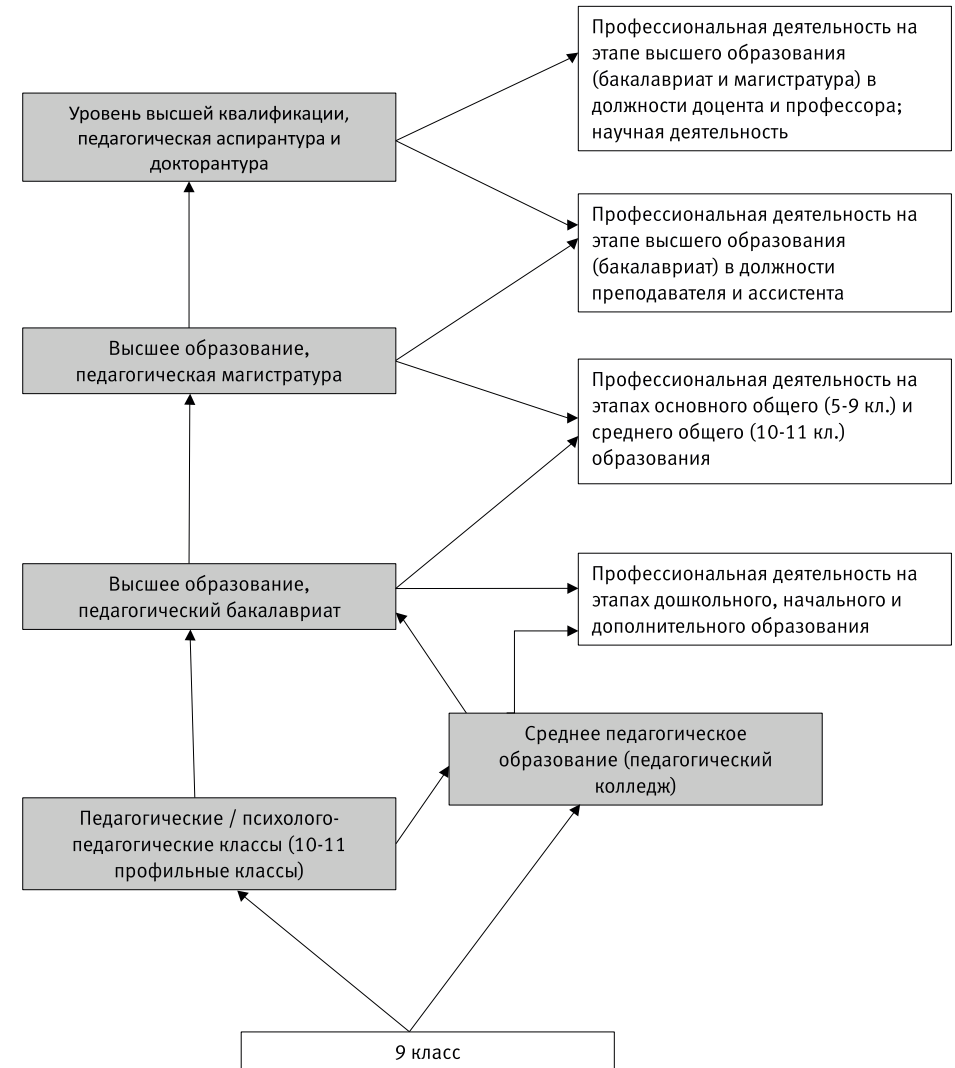 Профессиональная деятельность на
этапе высшего образования
(бакалавриат и магистратура) в
должности доцента и профессора;
научная деятельность
Уровень высшей квалификации,
педагогическая аспирантура и
докторантура
Профессиональная деятельность на
этапе высшего образования
(бакалавриат) в должности
преподавателя и ассистента
Высшее образование,
педагогическая магистратура
Профессиональная деятельность на
этапах основного общего (5-9 кл.) и
среднего общего (10-11 кл.)
образования
Высшее образование,
педагогический бакалавриат
Профессиональная деятельность на
этапах дошкольного, начального и
дополнительного образования
Среднее педагогическое
образование (педагогический
колледж)
Педагогические / психолого-
педагогические классы (10-11
профильные классы)
9 класс